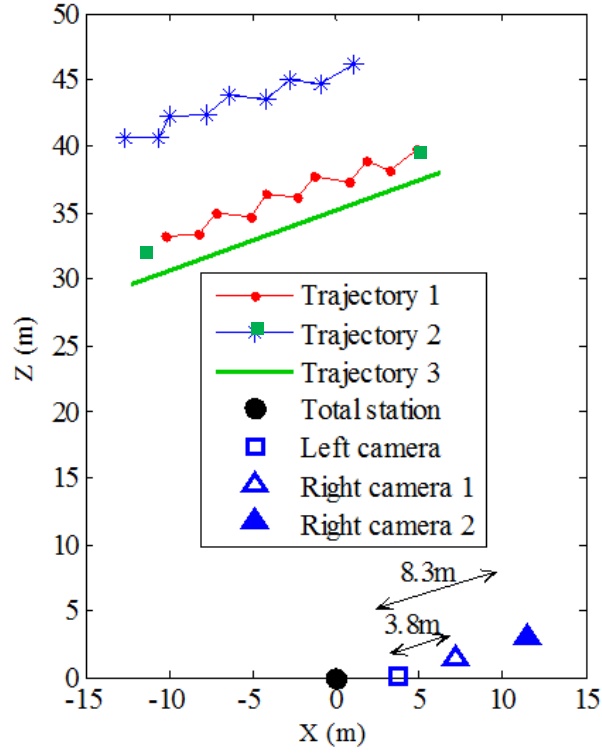 50
45
40
35
30
25
20
15
10
5
0
Z (m)
Trajectory 1
Trajectory 2
Trajectory 3
Total station
Left camera
Right camera 1
Right camera 2
8.3m
3.8m
-15 -10 -5 0 5 10 15
X (m)